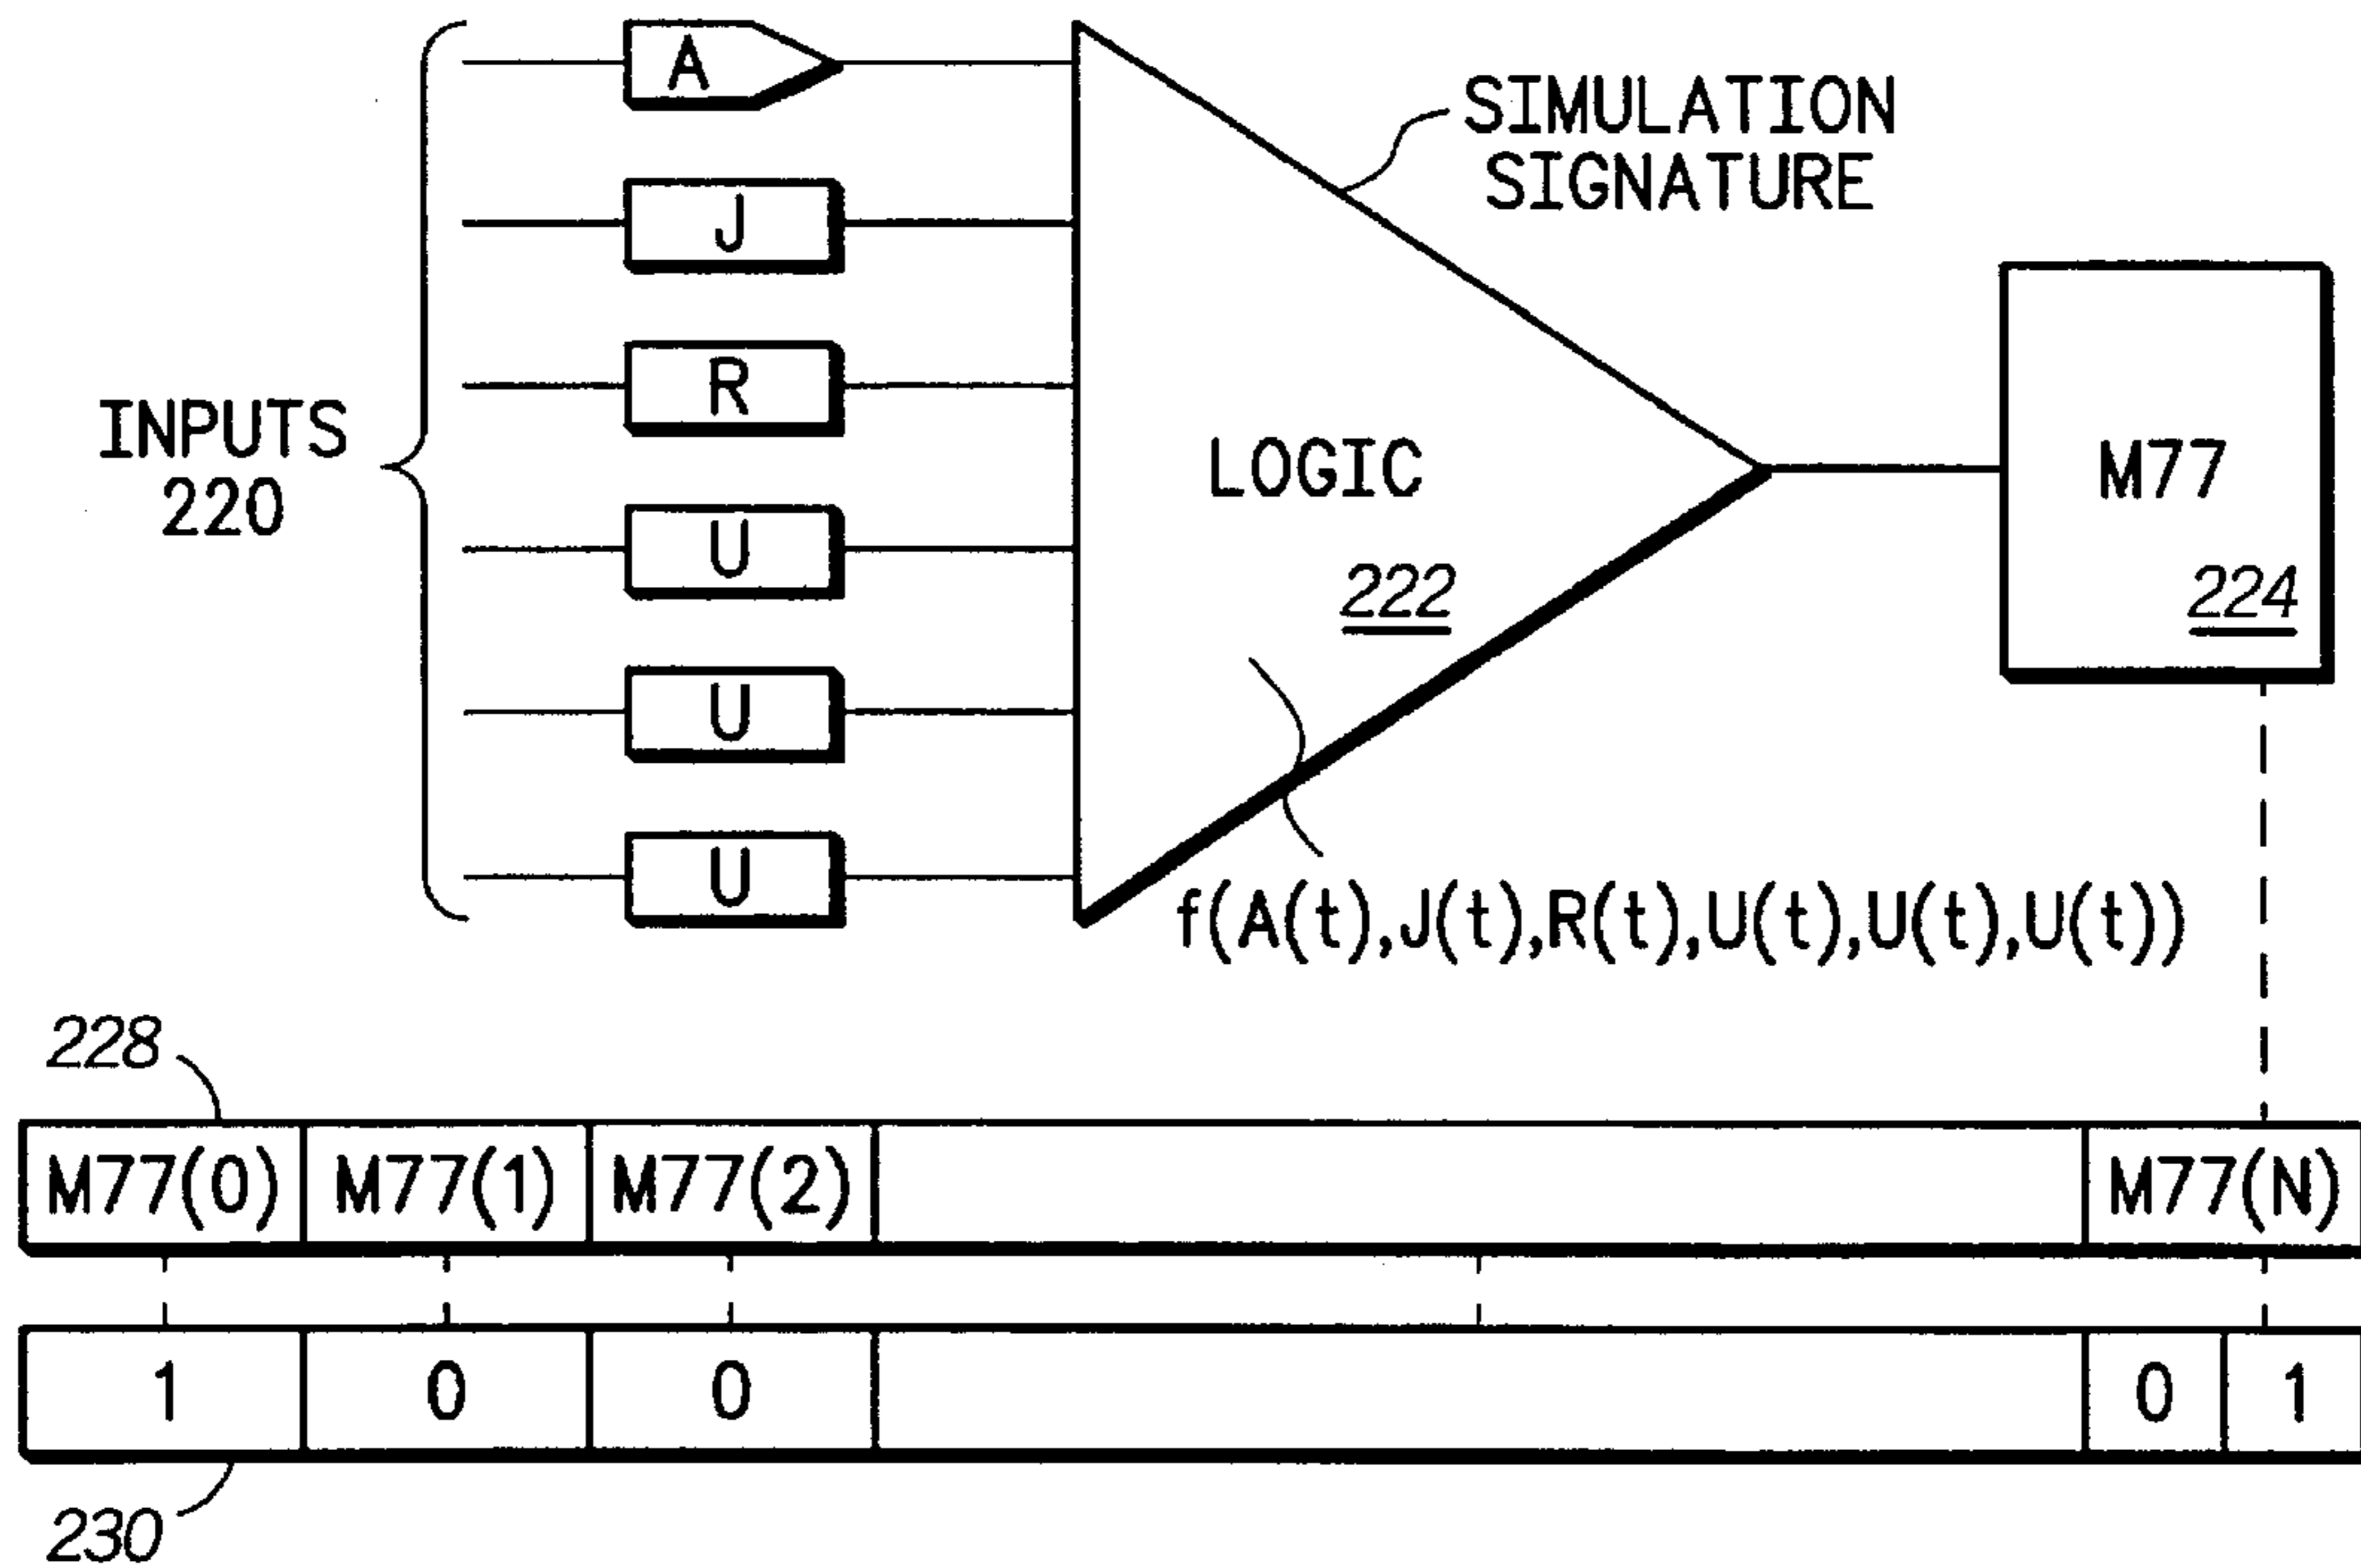 A
SIMULATION
SIGNATURE
J
R
INPUTS
220
LOGIC
M77
U
222
224
U
U
f(A(t),J(t),R(t),U(t),U(t),U(t))
228
M77(0) M77(1) M77(2) M77(N)
1 0 0 0 1
230